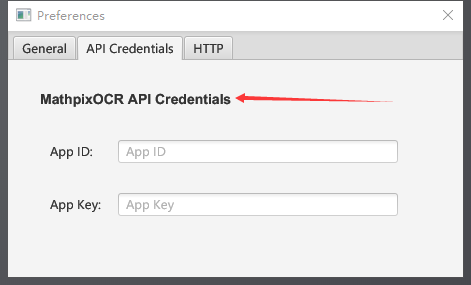 Preferences
General API Credentials HTTP
MathpixOCR API Credentials
App ID: App ID
App Key: App Key